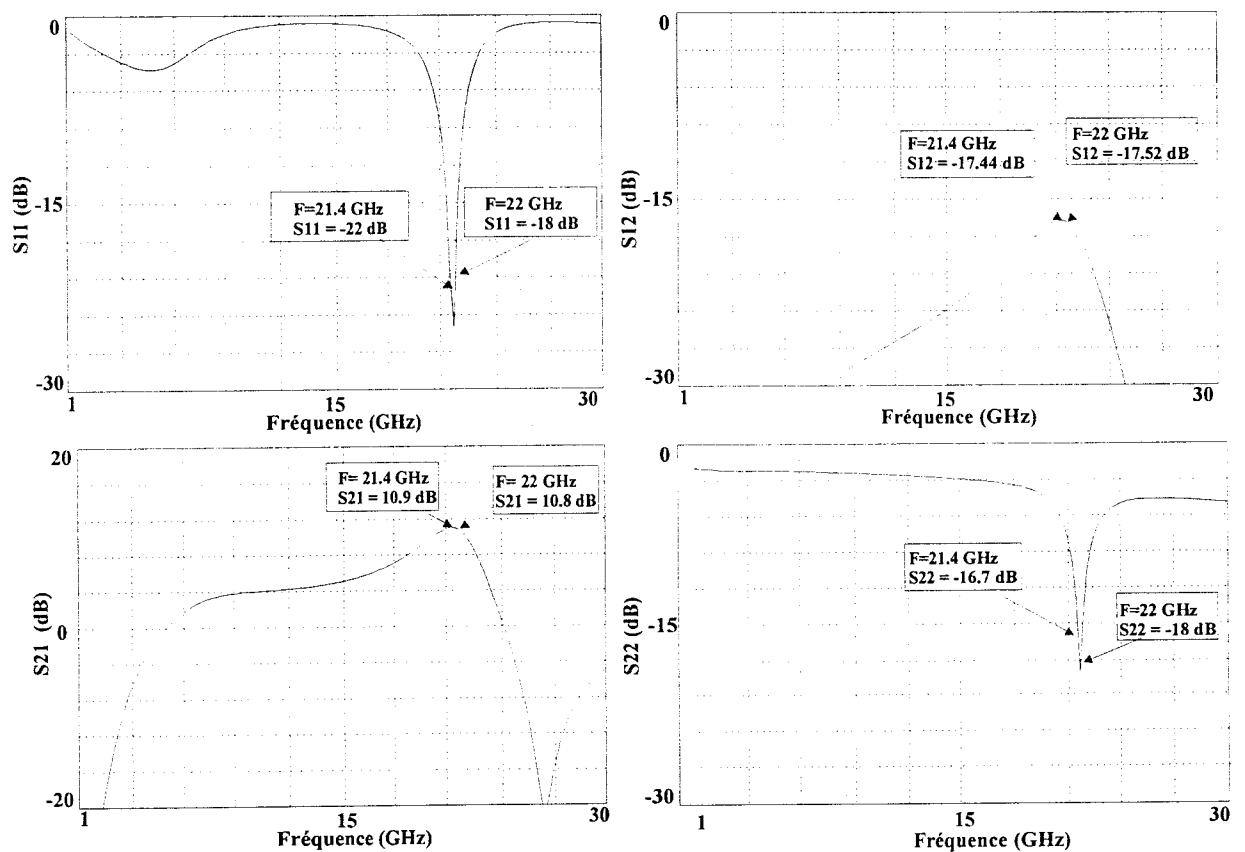 0
S11 (dB)
F=21.4 GHz
S11 = -22 dB
F=22 GHz
S11 = -18 dB
-15
-30
1
15
30
Fréquence (GHz)
0
S12 (dB)
F=21.4 GHz
S12 = -17.44 dB
F=22 GHz
S12 = -17.52 dB
-15
-30
1
15
30
Fréquence (GHz)
20
S21 (dB)
F= 21.4 GHz
S21 = 10.9 dB
F= 22 GHz
S21 = 10.8 dB
0
-20
1
15
30
Fréquence (GHz)
0
S22 (dB)
F=21.4 GHz
S22 = -16.7 dB
F=22 GHz
S22 = -18 dB
-15
-30
1
15
30
Fréquence (GHz)